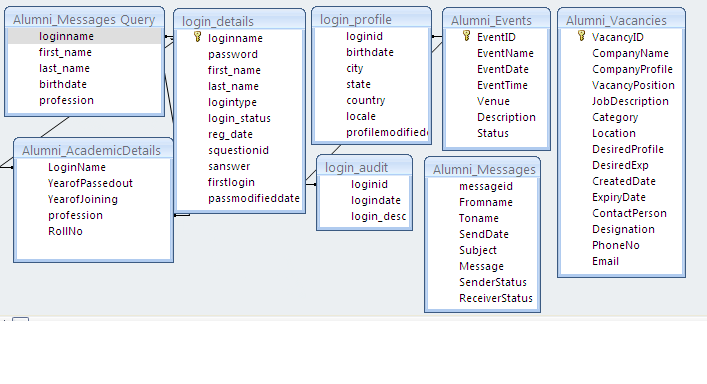 Alumni_Messages Query
loginname
first_name
last_name
birthdate
profession
login_details
loginname
password
first_name
last_name
logintype
login_status
reg_date
squestionid
sanswer
firstlogin
passmodifieddate
login_profile
loginid
birthdate
city
state
country
locale
profilemodifiedd
Alumni_Events
EventID
EventName
EventDate
EventTime
Venue
Description
Status
Alumni_Vacancies
VacancyID
CompanyName
CompanyProfile
VacancyPosition
JobDescription
Category
Location
DesiredProfile
DesiredExp
CreatedDate
ExpiryDate
ContactPerson
Designation
PhoneNo
Email
Alumni_AcademicDetails
LoginName
YearofPassedout
YearofJoining
profession
RollNo
login_audit
loginid
logindate
login_desc
Alumni_Messages
messageid
Fromname
Toname
SendDate
Subject
Message
SenderStatus
ReceiverStatus